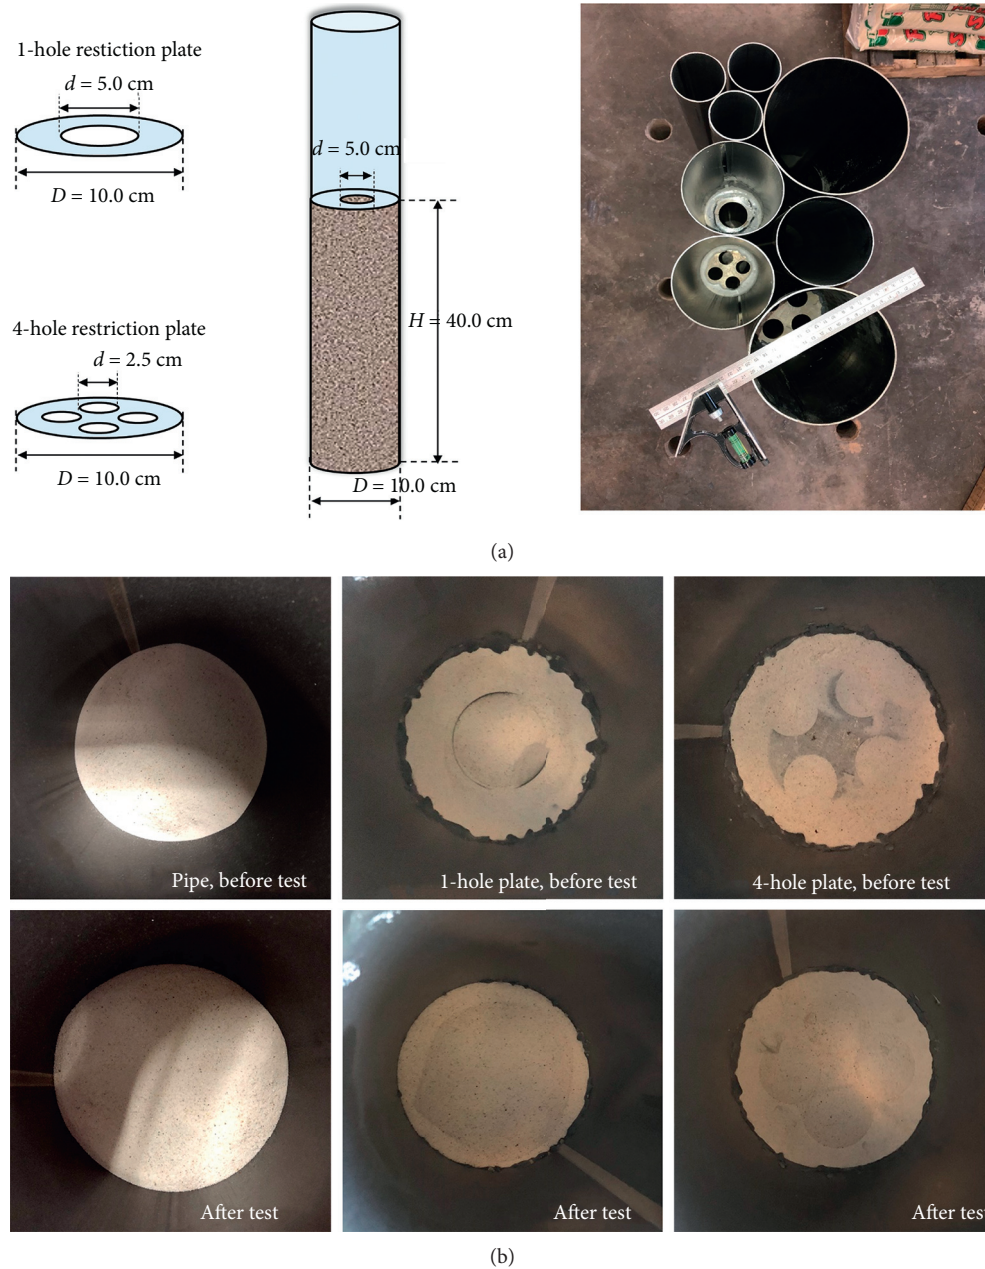 1-hole restiction plate
d = 5.0 cm
D = 10.0 cm
4-hole restriction plate
d = 2.5 cm
D = 10.0 cm
d = 5.0 cm
H = 40.0 cm
D = 10.0 cm
(a)
Pipe, before test
1-hole plate, before test
4-hole plate, before test
After test
After test
After test
(b)